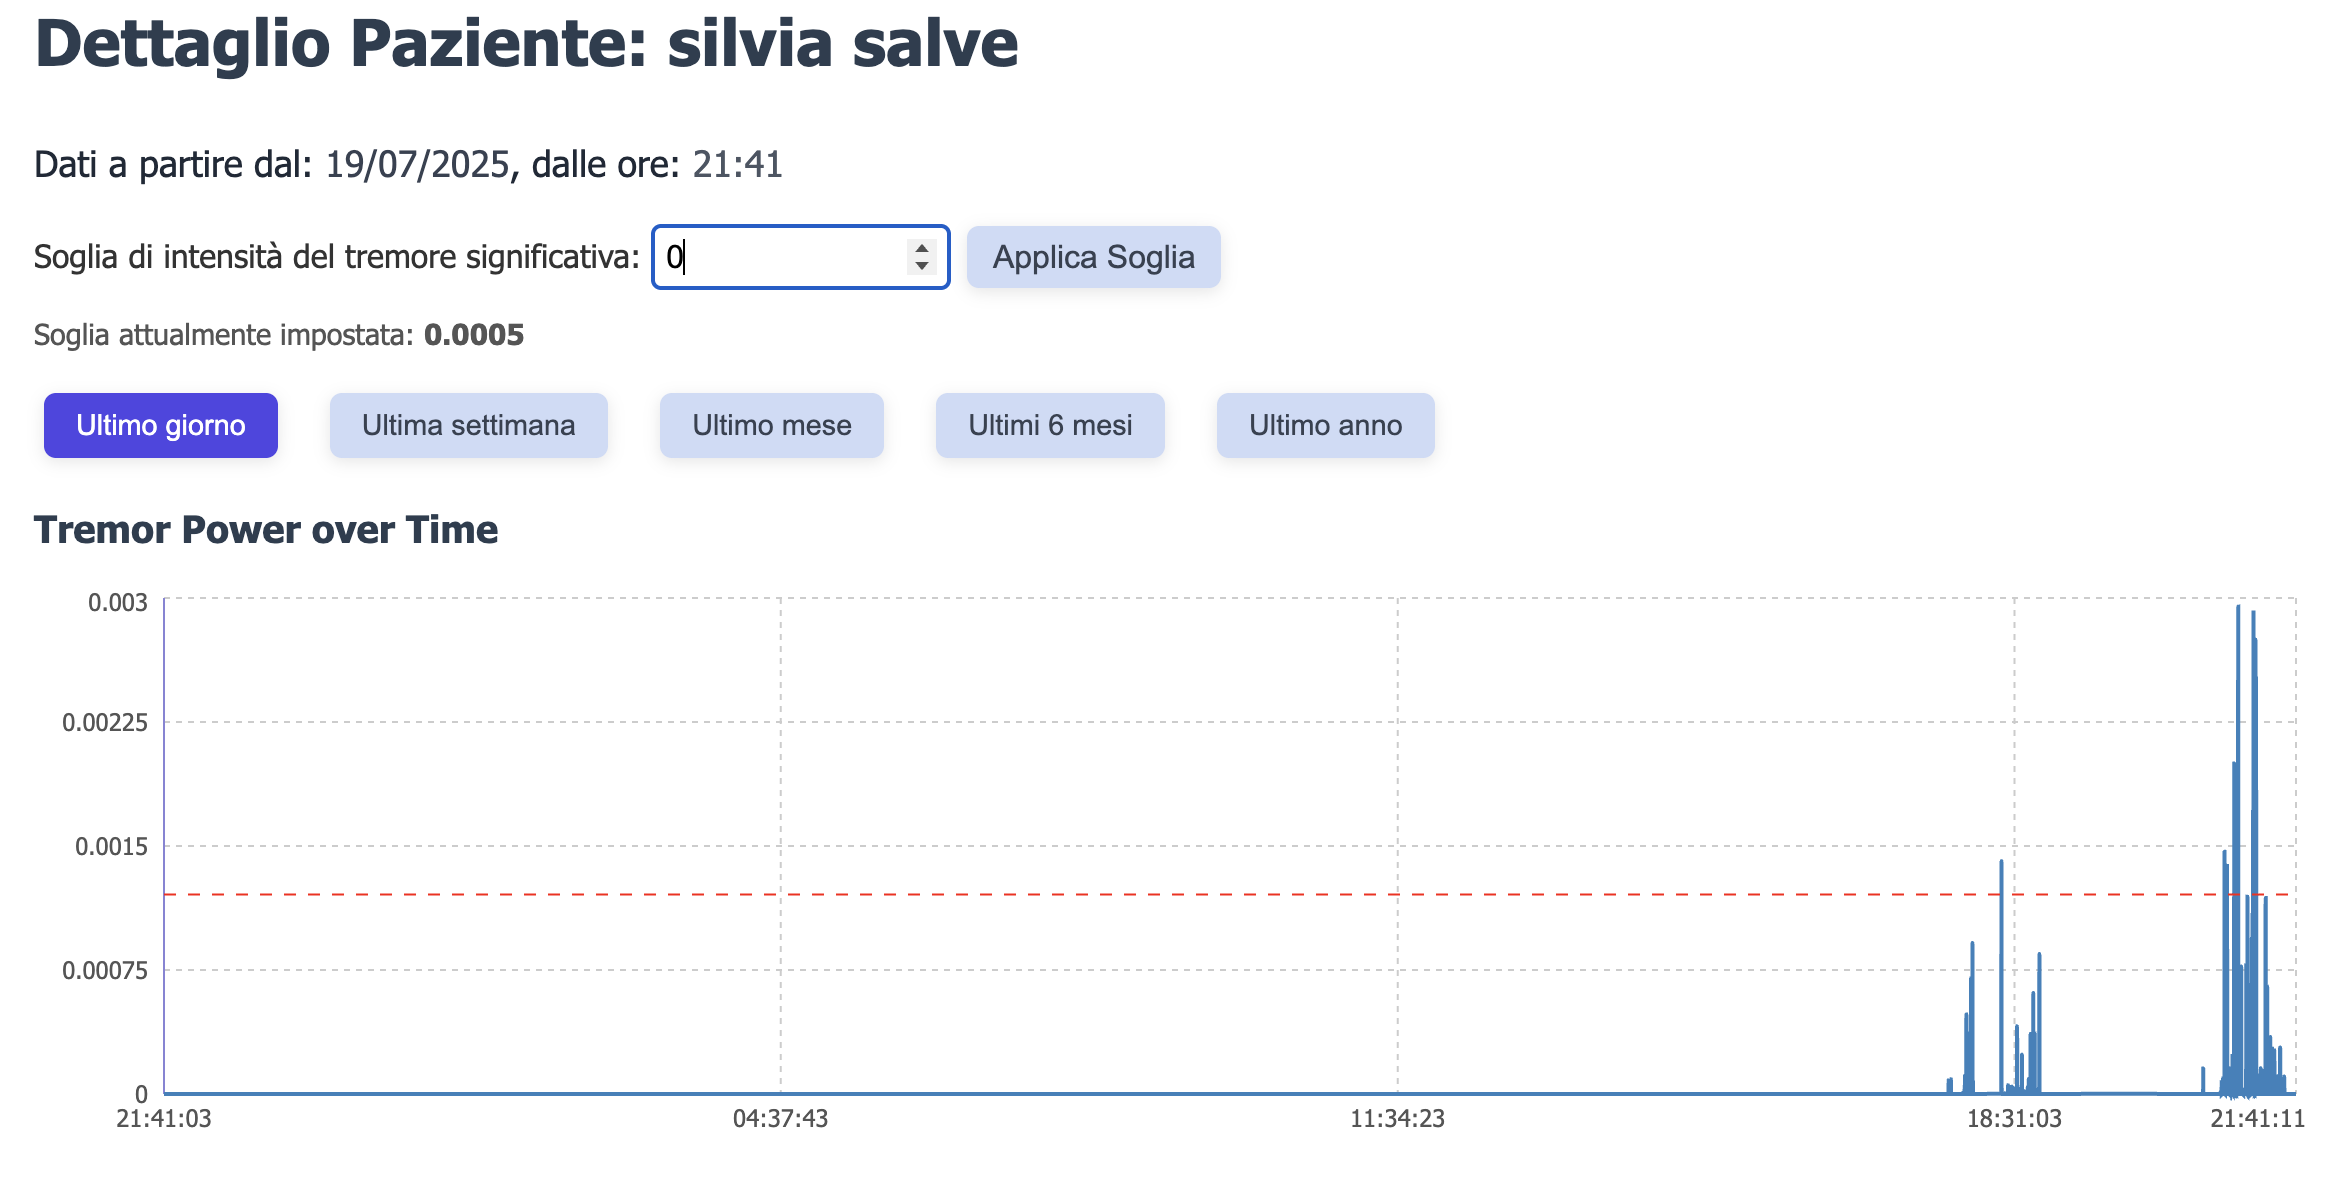 Dettaglio Paziente: silvia salve
Dati a partire dal: 19/07/2025, dalle ore: 21:41
Soglia di intensità del tremore significativa: 0 Applica Soglia
Soglia attualmente impostata: 0.0005
Ultimo giorno Ultima settimana Ultimo mese Ultimi 6 mesi Ultimo anno
Tremor Power over Time
0.003
0.00225
0.0015
0.00075
0
21:41:03 04:37:43 11:34:23 18:31:03 21:41:11